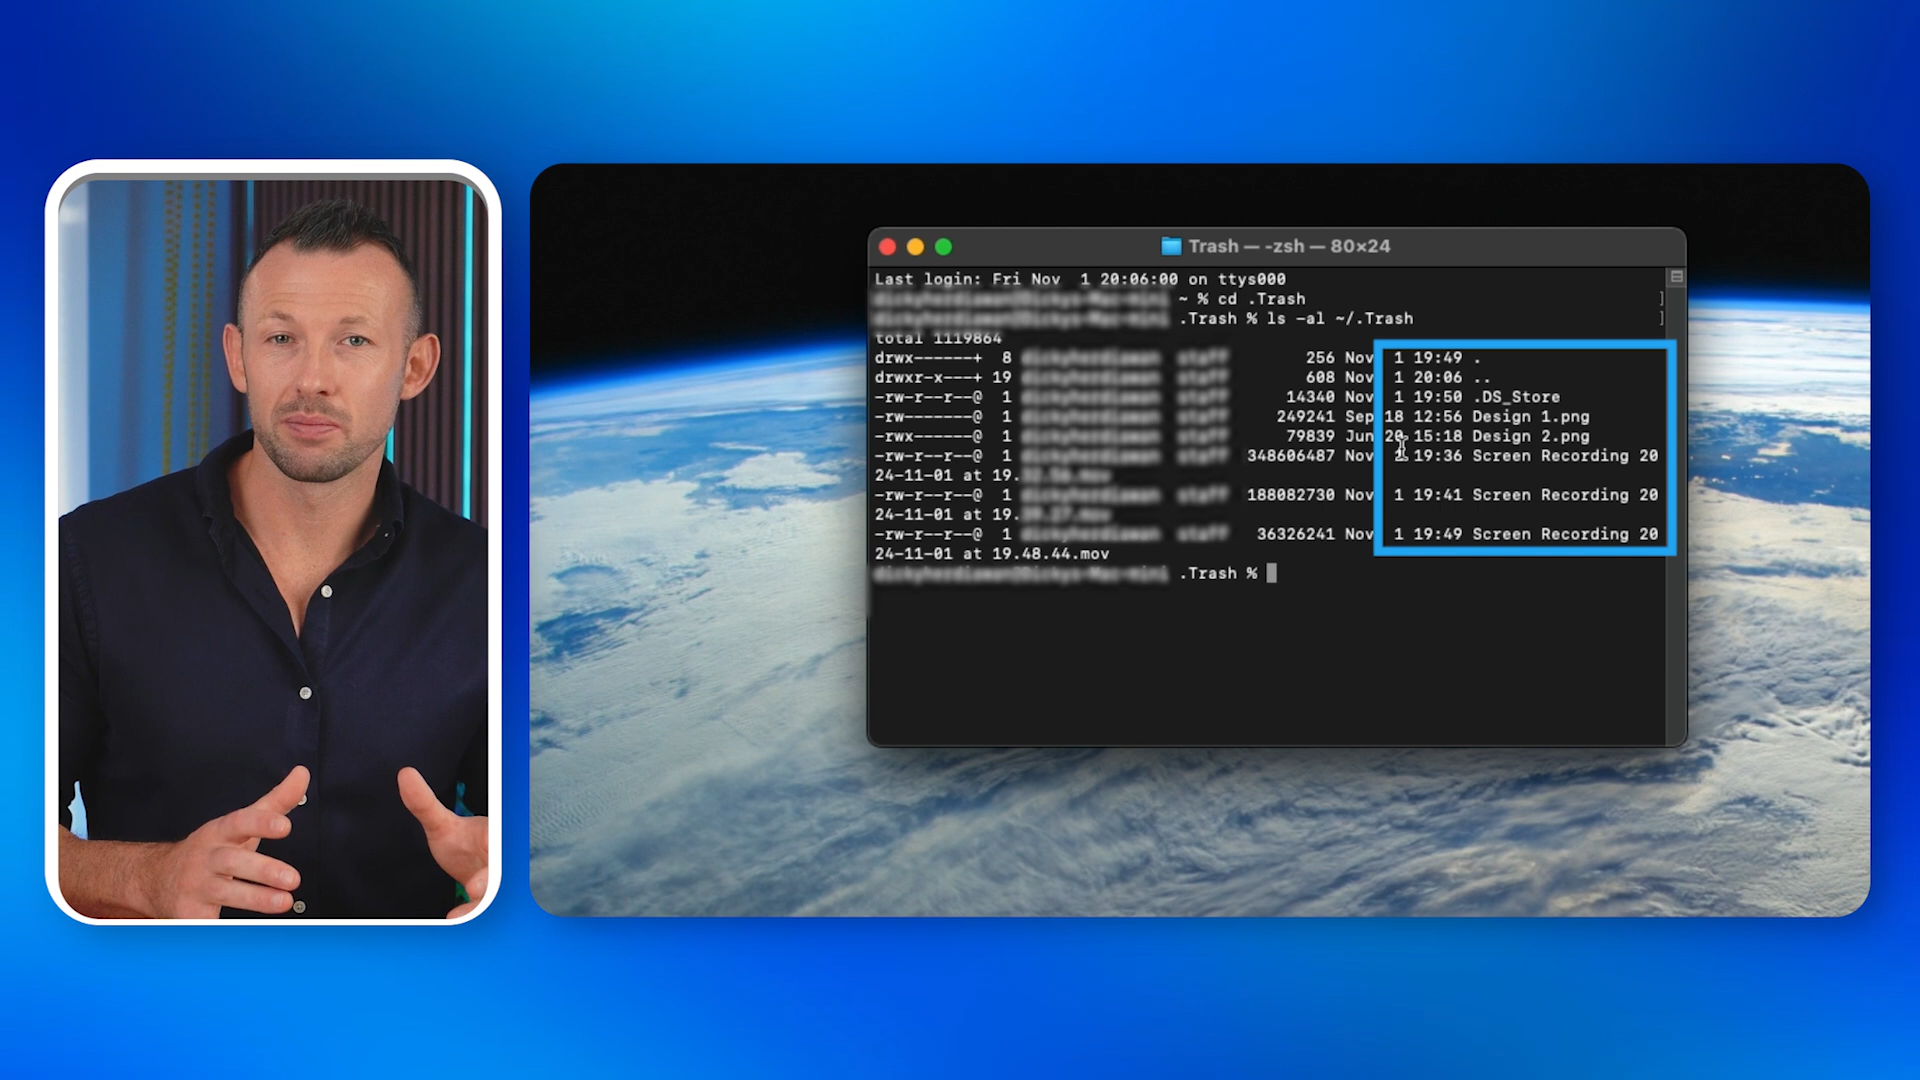 Trash — -zsh — 80×24
Last login: Fri Nov  1 20:06:00 on ttys000
~ % cd .Trash ]
.Trash % ls -al ~/.Trash ]
total 1119864
drwx------+  8 256 Nov  1 19:49 .
drwxr-x---+ 19 608 Nov  1 20:06 ..
-rw-r--r--@  1 14340 Nov  1 19:50 .DS_Store
-rw-------@  1 249241 Sep 18 12:56 Design 1.png
-rwx------@  1 79839 Jun 20 15:18 Design 2.png
-rw-r--r--@  1 348606487 Nov  1 19:36 Screen Recording 20
24-11-01 at 19.
-rw-r--r--@  1 188082730 Nov  1 19:41 Screen Recording 20
24-11-01 at 19.
-rw-r--r--@  1 36326241 Nov  1 19:49 Screen Recording 20
24-11-01 at 19.48.44.mov
.Trash %